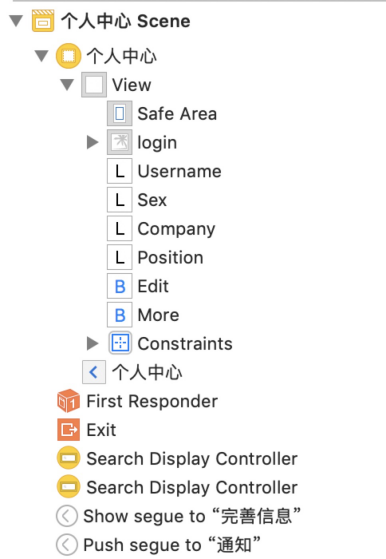 个人中心 Scene
个人中心
View
Safe Area
login
L Username
L Sex
L Company
L Position
B Edit
B More
Constraints
个人中心
First Responder
Exit
Search Display Controller
Search Display Controller
Show segue to “完善信息”
Push segue to “通知”